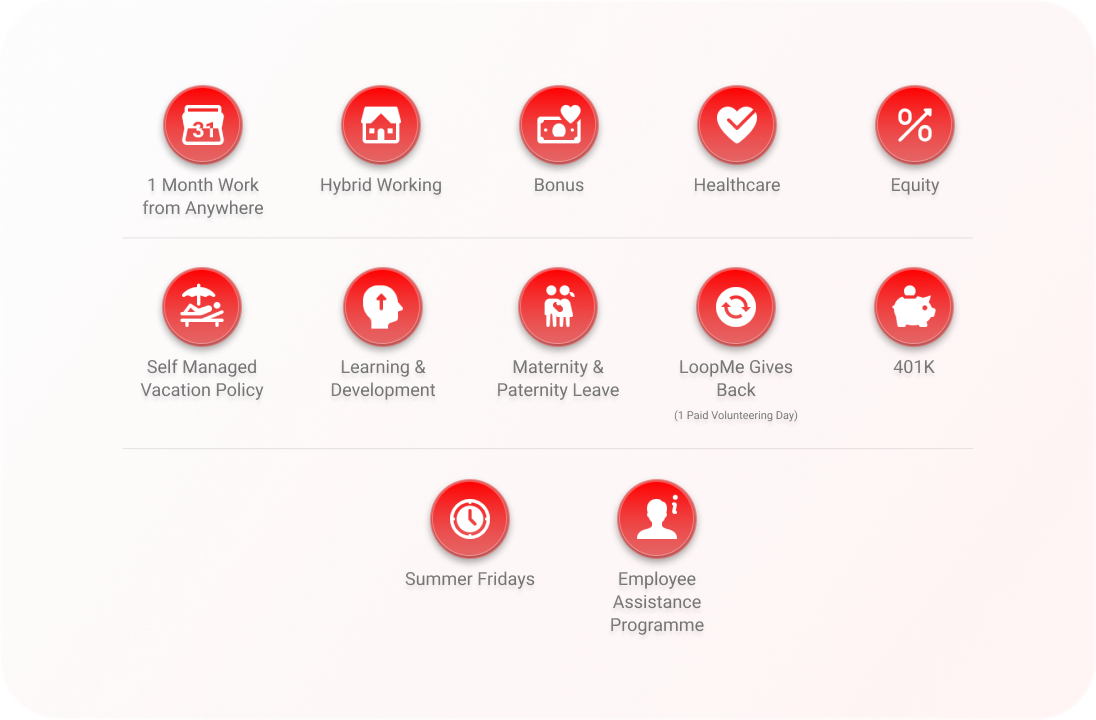 31
1 Month Work
from Anywhere
Hybrid Working
Bonus
Healthcare
Equity
Self Managed
Vacation Policy
Learning &
Development
Maternity &
Paternity Leave
LoopMe Gives
Back
(1 Paid Volunteering Day)
401K
Summer Fridays
Employee
Assistance
Programme